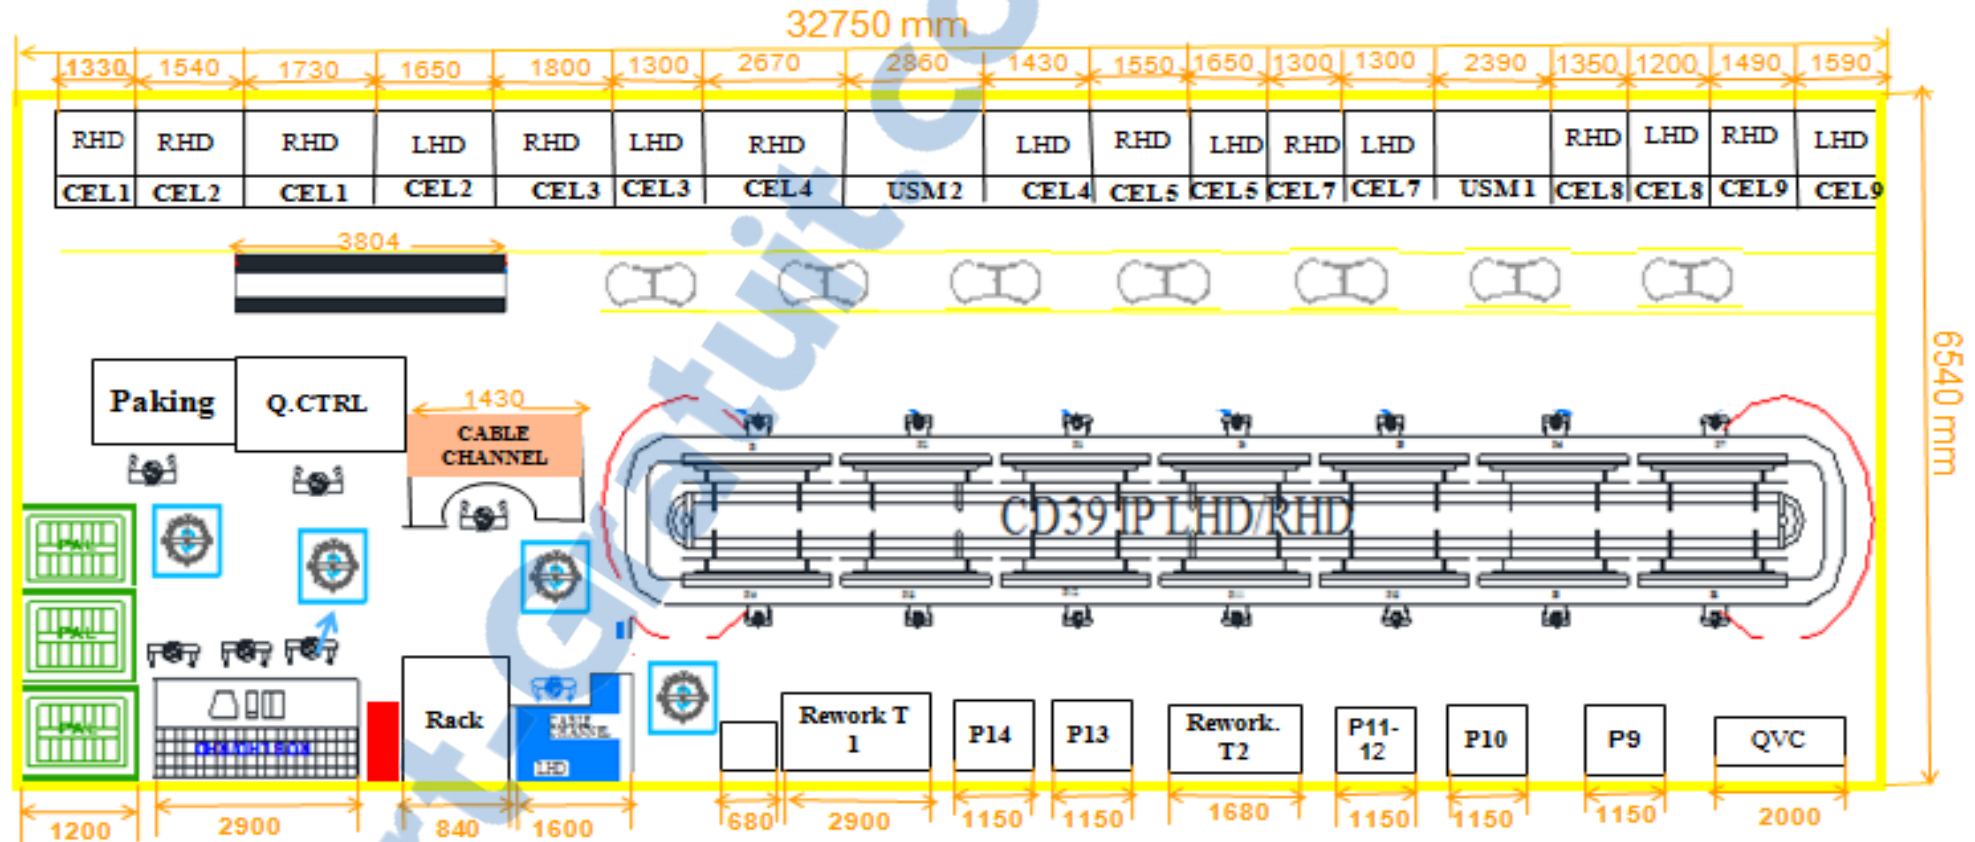 32750 mm
1330 1540 1730 1650 1800 1300 2670 2860 1430 1550 1650 1300 1300 2390 1350 1200 1490 1590
RHD RHD RHD LHD RHD LHD RHD LHD RHD LHD RHD LHD RHD LHD RHD LHD
CEL1 CEL2 CEL1 CEL2 CEL3 CEL3 CEL4 USM2 CEL4 CEL5 CEL5 CEL7 CEL7 USM1 CEL8 CEL8 CEL9 CEL9
3804
6540 mm
Paking
Q.CTRL
1430
CABLE
CHANNEL
CD39 IP LHD/RHD
PAL
PAL
PAL
Rack
CABLE
CHANNEL
LHD
Rework T
1
P14
P13
Rework.
T2
P11-
12
P10
P9
QVC
1200 2900 840 1600 680 2900 1150 1150 1680 1150 1150 1150 2000